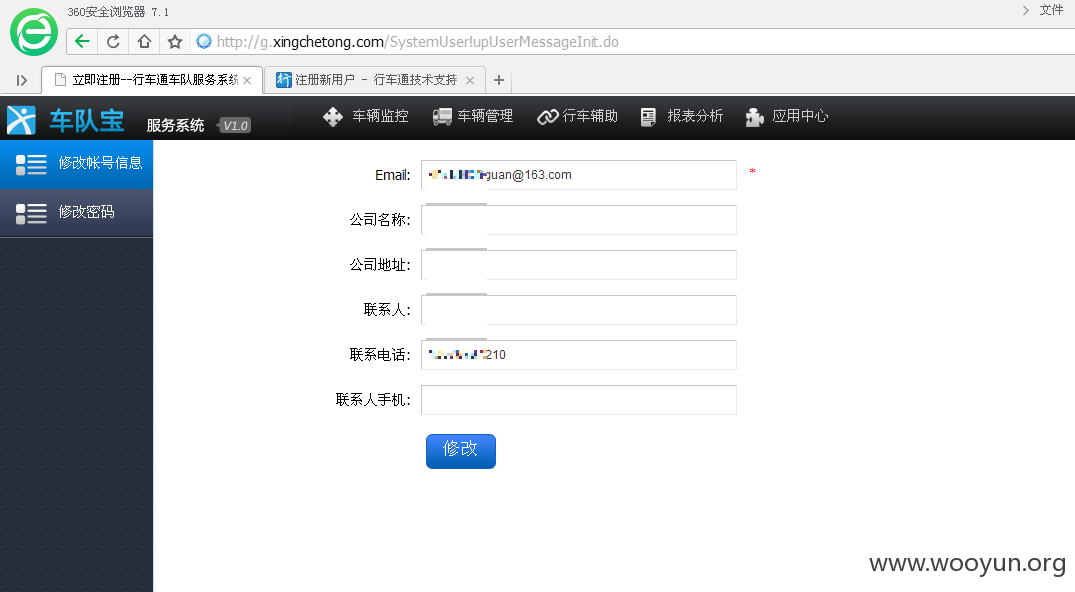 360安全浏览器 7.1
文件
http://g.xingchetong.com/SystemUser!upUserMessageInit.do
立即注册--行车通车队服务系统
注册新用户 - 行车通技术支持
车队宝 服务系统 V1.0
车辆监控 车辆管理 行车辅助 报表分析 应用中心
修改帐号信息
修改密码
Email: guan@163.com *
公司名称:
公司地址:
联系人:
联系电话: 210
联系人手机:
修改
www.wooyun.org